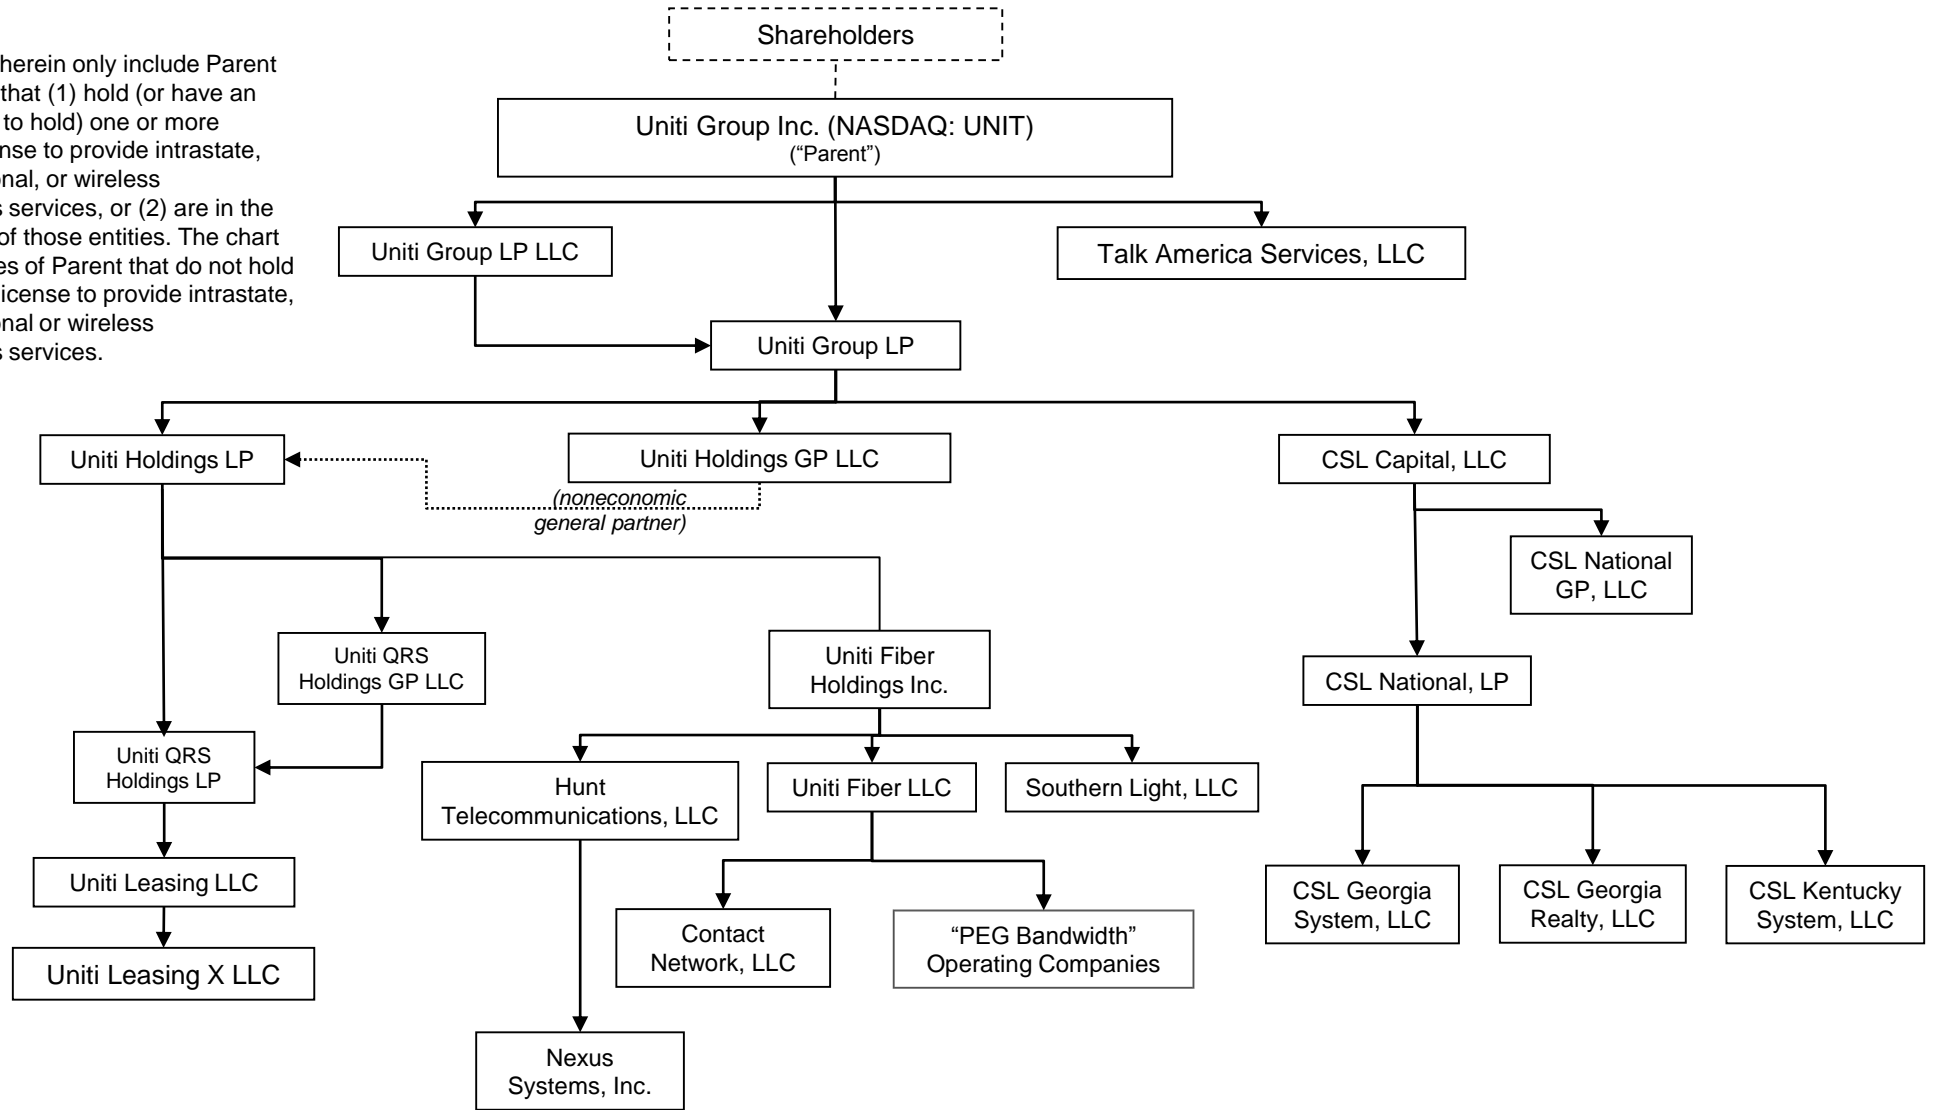 Shareholders
herein only include Parent
that (1) hold (or have an
to hold) one or more
nse to provide intrastate,
onal, or wireless
s services, or (2) are in the
of those entities. The chart
es of Parent that do not hold
license to provide intrastate,
onal or wireless
s services.
Uniti Group Inc. (NASDAQ: UNIT)
(“Parent”)
Uniti Group LP LLC
Talk America Services, LLC
Uniti Group LP
Uniti Holdings LP
Uniti Holdings GP LLC
CSL Capital, LLC
(noneconomic
general partner)
CSL National
GP, LLC
Uniti QRS
Holdings GP LLC
Uniti Fiber
Holdings Inc.
CSL National, LP
Uniti QRS
Holdings LP
Hunt
Telecommunications, LLC
Uniti Fiber LLC
Southern Light, LLC
Uniti Leasing LLC
CSL Georgia
System, LLC
CSL Georgia
Realty, LLC
CSL Kentucky
System, LLC
Contact
Network, LLC
“PEG Bandwidth”
Operating Companies
Uniti Leasing X LLC
Nexus
Systems, Inc.